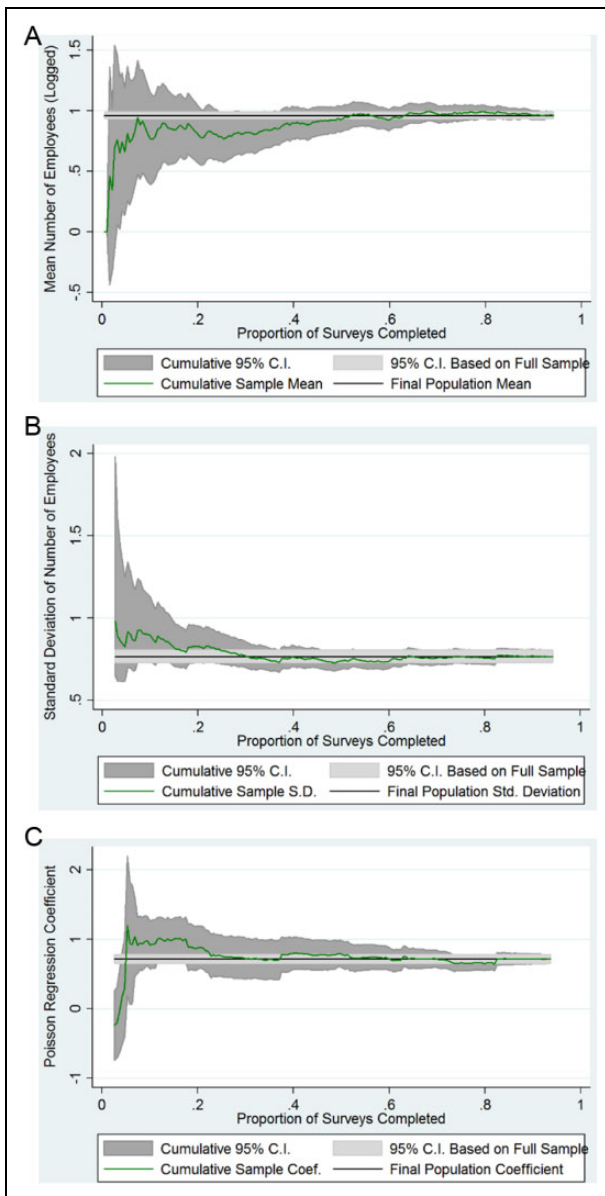 A
Mean Number of Employees (Logged)
1.5
1
.5
0
-.5
0 .2 .4 .6 .8 1
Proportion of Surveys Completed
Cumulative 95% C.I. 95% C.I. Based on Full Sample
Cumulative Sample Mean Final Population Mean
B
Standard Deviation of Number of Employees
2
1.5
1
.5
0 .2 .4 .6 .8 1
Proportion of Surveys Completed
Cumulative 95% C.I. 95% C.I. Based on Full Sample
Cumulative Sample S.D. Final Population Std. Deviation
C
Poisson Regression Coefficient
2
1
0
-1
0 .2 .4 .6 .8 1
Proportion of Surveys Completed
Cumulative 95% C.I. 95% C.I. Based on Full Sample
Cumulative Sample Coef. Final Population Coefficient